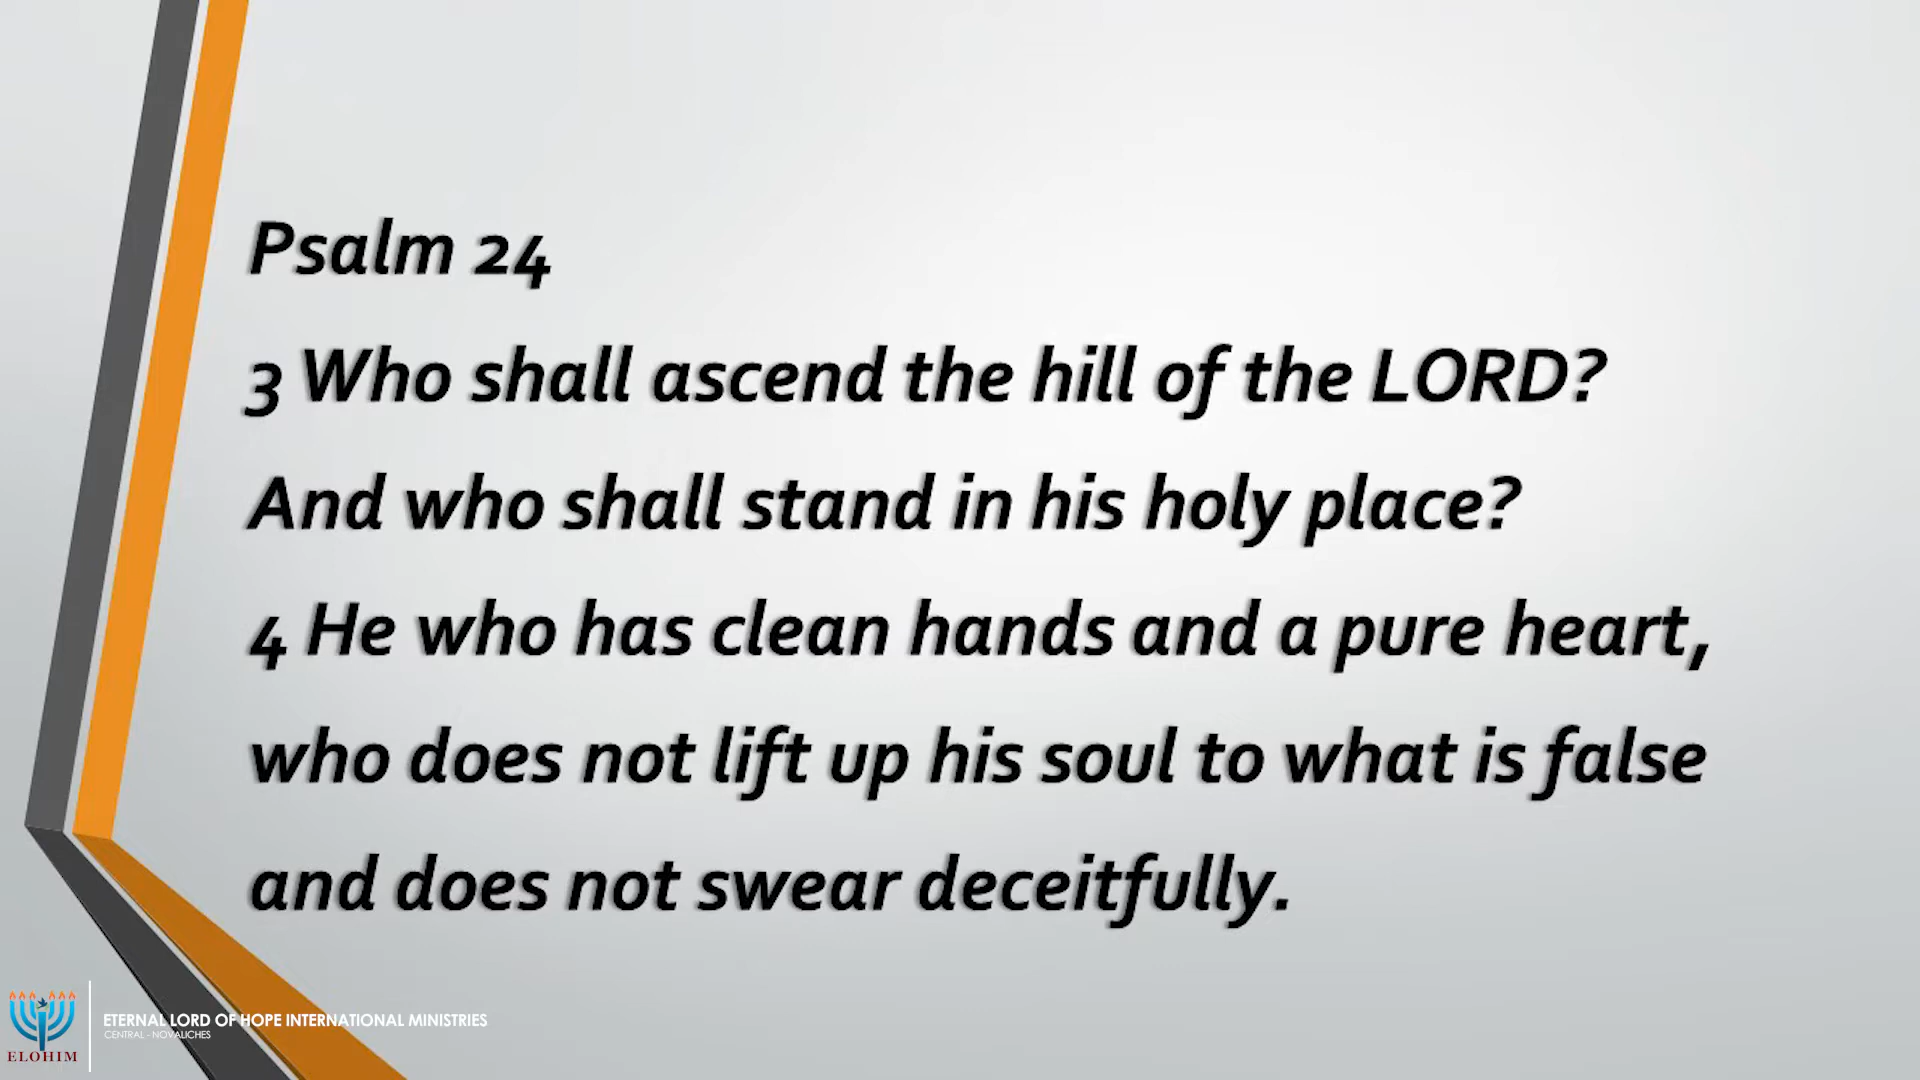 Psalm 24
3 Who shall ascend the hill of the LORD?
And who shall stand in his holy place?
4 He who has clean hands and a pure heart,
who does not lift up his soul to what is false
and does not swear deceitfully.
ETERNAL LORD OF HOPE INTERNATIONAL MINISTRIES
CENTRAL - NOVALICHES
ELOHIM